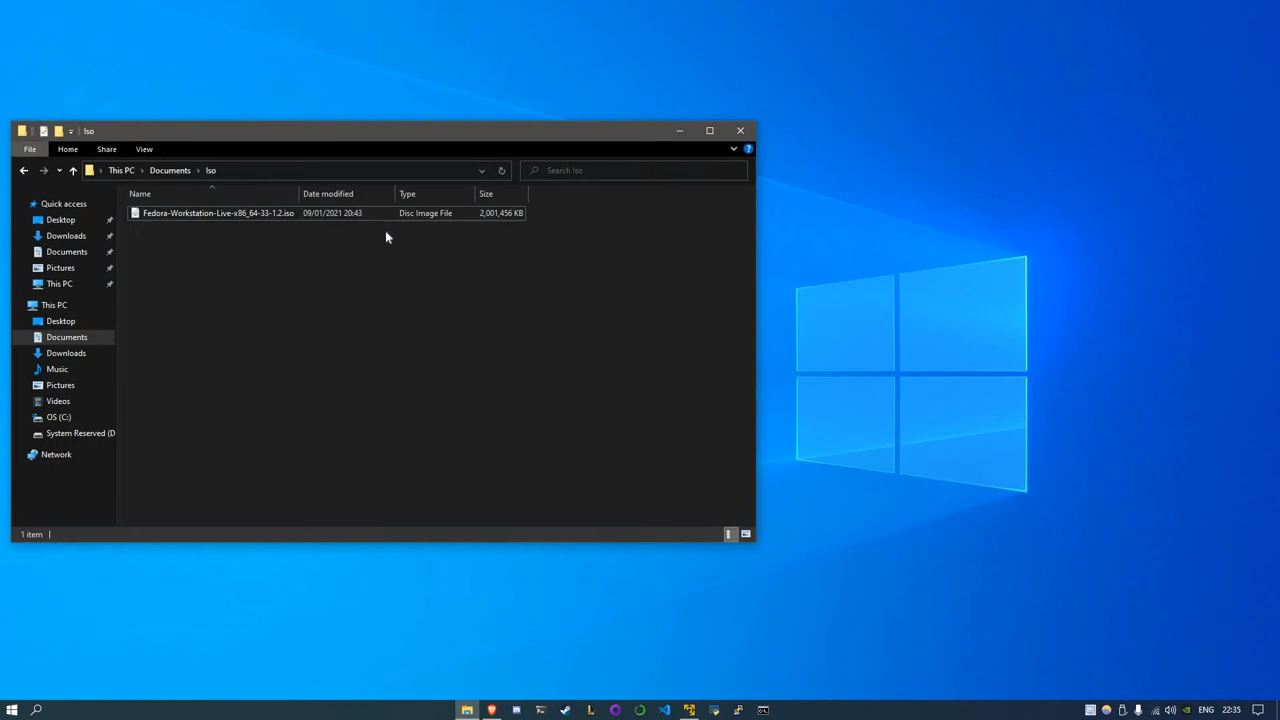 Iso
File Home Share View
This PC > Documents > Iso
Search Iso
Name Date modified Type Size
Fedora-Workstation-Live-x86_64-33-1.2.iso 09/01/2021 20:43 Disc Image File 2,001,456 KB
Quick access
Desktop
Downloads
Documents
Pictures
This PC
This PC
Desktop
Documents
Downloads
Music
Pictures
Videos
OS (C:)
System Reserved (D
Network
1 item
ENG 22:35